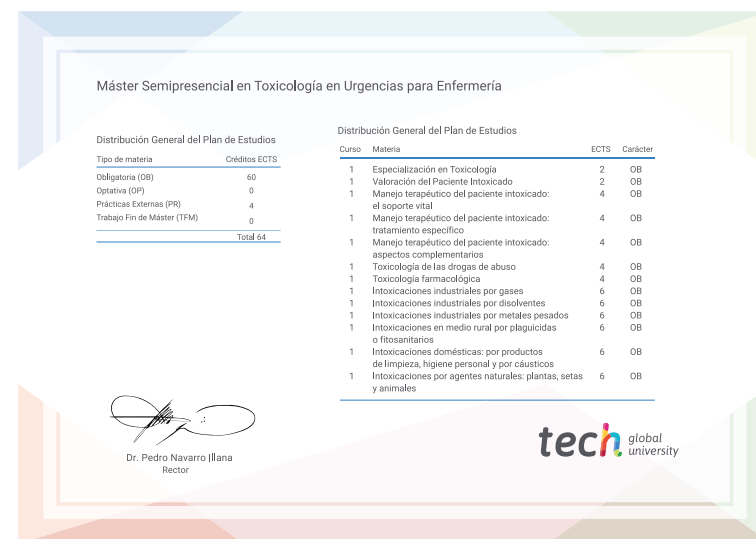 Máster Semipresencial en Toxicología en Urgencias para Enfermería
Distribución General del Plan de Estudios
Tipo de materia Créditos ECTS
Obligatoria (OB) 60
Optativa (OP) 0
Prácticas Externas (PR) 4
Trabajo Fin de Máster (TFM) 0
Total 64
Distribución General del Plan de Estudios
Curso Materia ECTS Carácter
1 Especialización en Toxicología 2 OB
1 Valoración del Paciente Intoxicado 2 OB
1 Manejo terapéutico del paciente intoxicado: 4 OB
el soporte vital
1 Manejo terapéutico del paciente intoxicado: 4 OB
tratamiento específico
1 Manejo terapéutico del paciente intoxicado: 4 OB
aspectos complementarios
1 Toxicología de las drogas de abuso 4 OB
1 Toxicología farmacológica 4 OB
1 Intoxicaciones industriales por gases 6 OB
1 Intoxicaciones industriales por disolventes 6 OB
1 Intoxicaciones industriales por metales pesados 6 OB
1 Intoxicaciones en medio rural por plaguicidas 6 OB
o fitosanitarios
1 Intoxicaciones domésticas: por productos 6 OB
de limpieza, higiene personal y por cáusticos
1 Intoxicaciones por agentes naturales: plantas, setas 6 OB
y animales
Dr. Pedro Navarro Illana
Rector
tech global
university